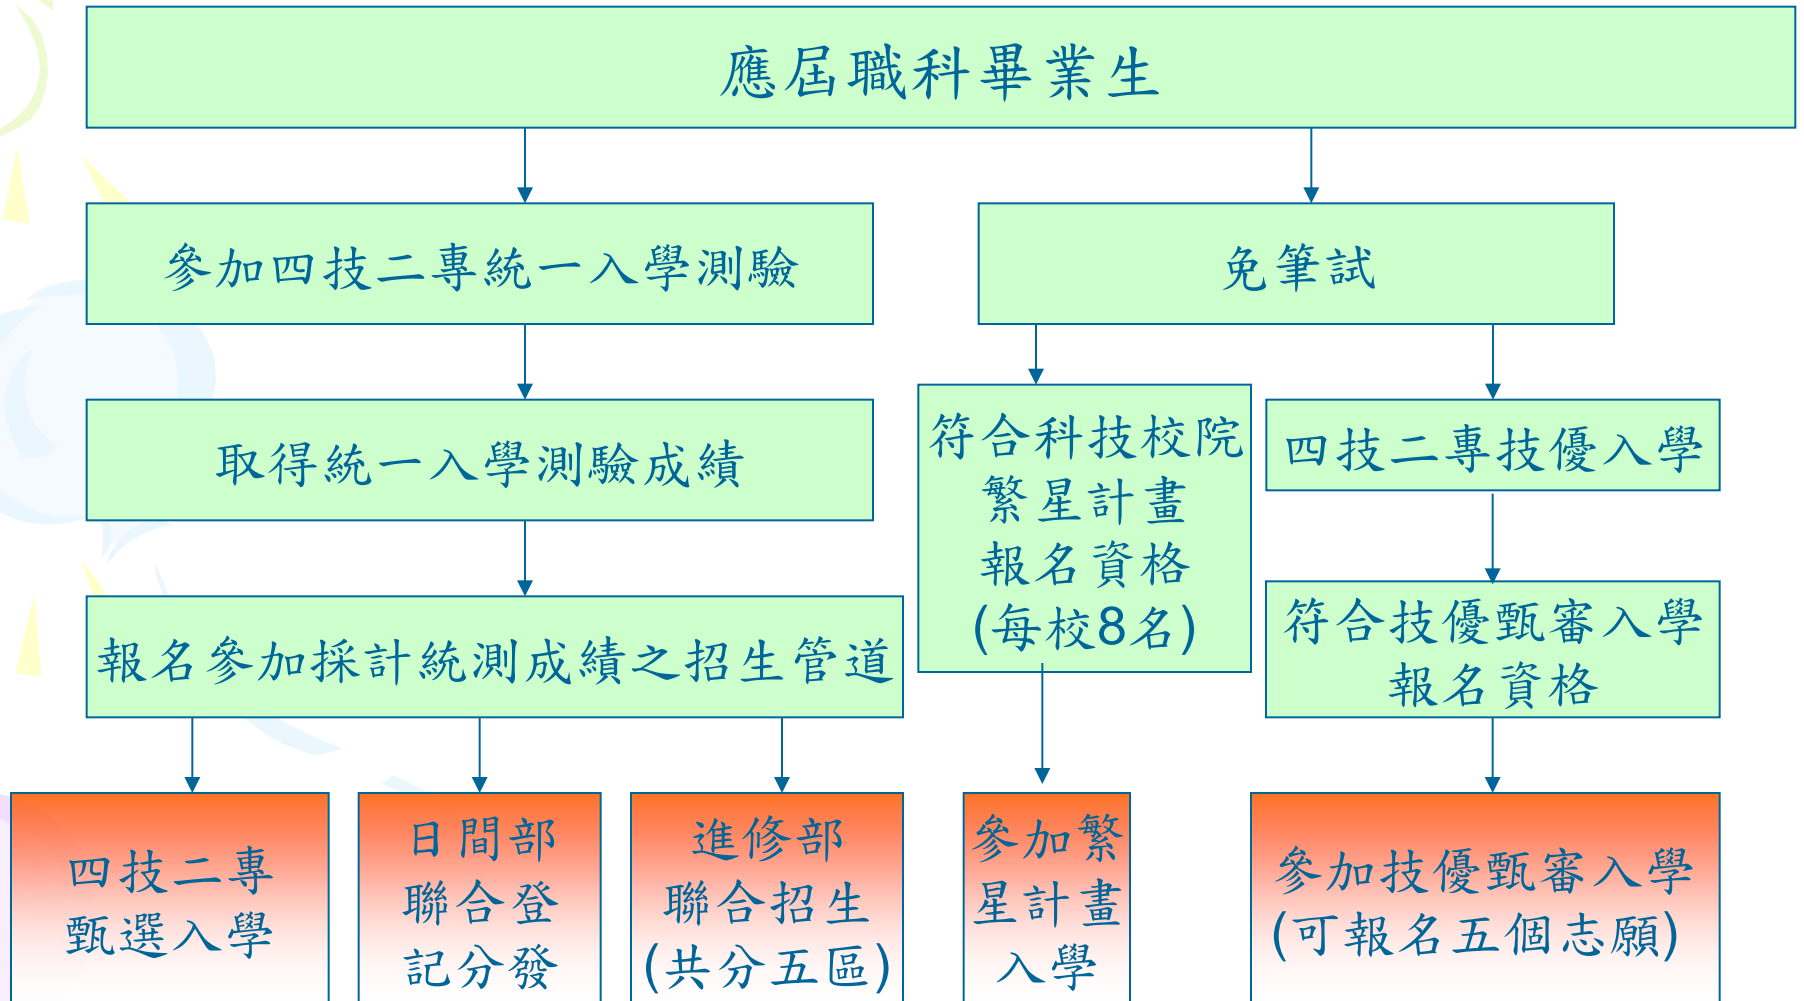 應屆職科畢業生
參加四技二專統一入學測驗
免筆試
取得統一入學測驗成績
符合科技校院
繁星計畫
報名資格
(每校8名)
四技二專技優入學
報名參加採計統測成績之招生管道
符合技優甄審入學
報名資格
四技二專
甄選入學
日間部
聯合登
記分發
進修部
聯合招生
(共分五區)
參加繁
星計畫
入學
參加技優甄審入學
(可報名五個志願)